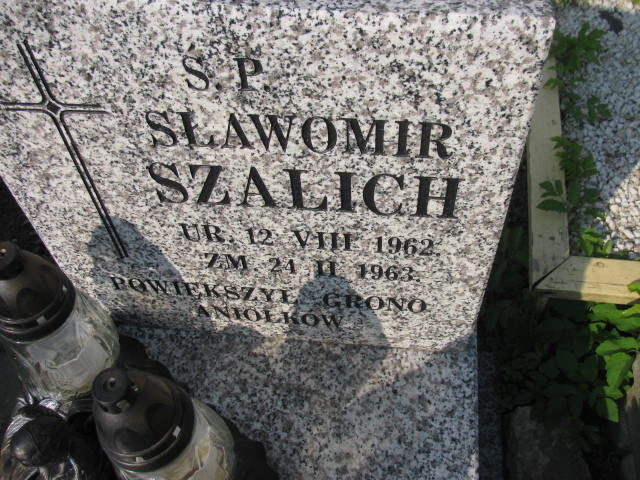 Ś. P.
SŁAWOMIR
SZALICH
UR. 12 VIII 1962.
ZM 24 II 1963.
POWIĘKSZYŁ GRONO
ANIOŁKÓW